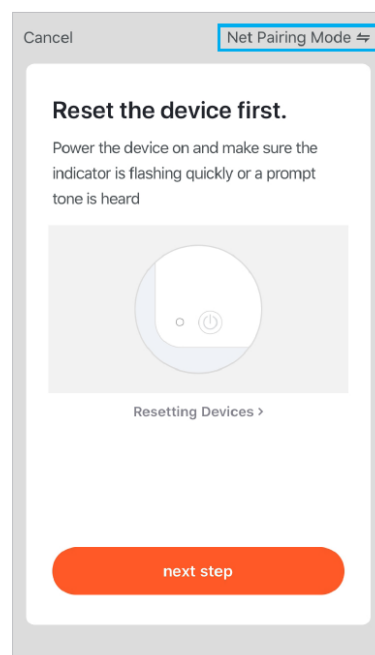 Cancel
Net Pairing Mode ⇋
Reset the device first.
Power the device on and make sure the
indicator is flashing quickly or a prompt
tone is heard
Resetting Devices >
next step